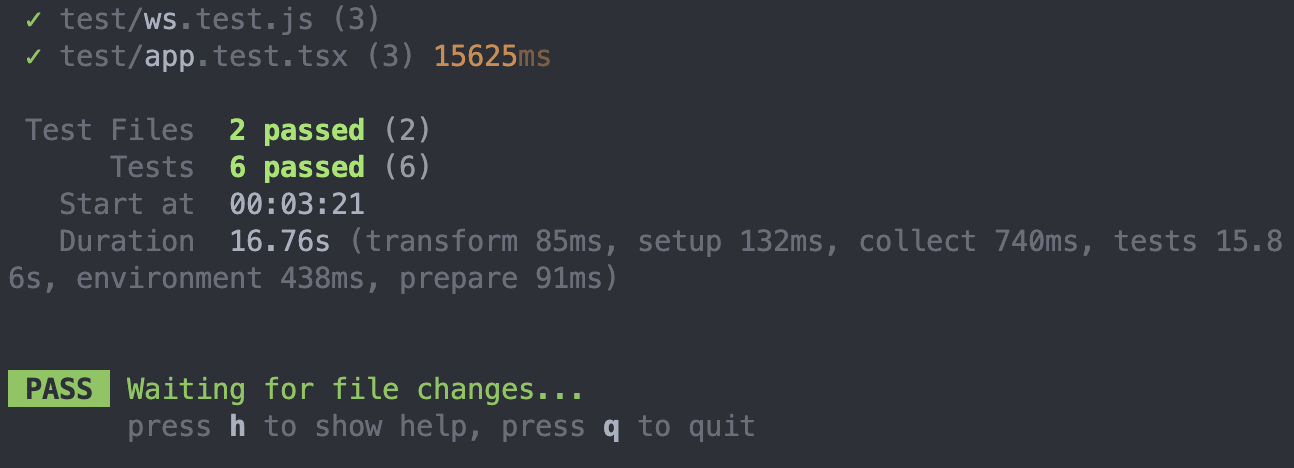 ✓ test/ws.test.js (3)
✓ test/app.test.tsx (3) 15625ms
Test Files 2 passed (2)
Tests 6 passed (6)
Start at 00:03:21
Duration 16.76s (transform 85ms, setup 132ms, collect 740ms, tests 15.8
6s, environment 438ms, prepare 91ms)
PASS Waiting for file changes...
press h to show help, press q to quit